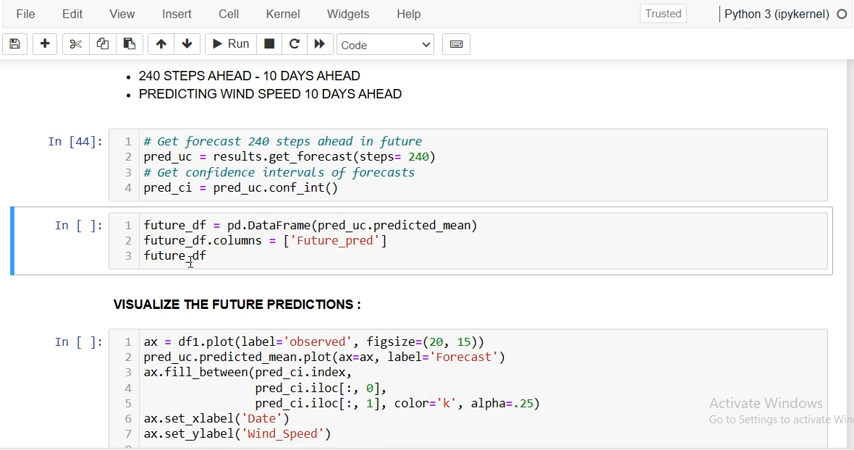 File Edit View Insert Cell Kernel Widgets Help Trusted Python 3 (ipykernel)
Run Code
• 240 STEPS AHEAD - 10 DAYS AHEAD
• PREDICTING WIND SPEED 10 DAYS AHEAD
In [44]: 1 # Get forecast 240 steps ahead in future
2 pred_uc = results.get_forecast(steps= 240)
3 # Get confidence intervals of forecasts
4 pred_ci = pred_uc.conf_int()
In [ ]: 1 future_df = pd.DataFrame(pred_uc.predicted_mean)
2 future_df.columns = ['Future_pred']
3 future_df
VISUALIZE THE FUTURE PREDICTIONS :
In [ ]: 1 ax = df1.plot(label='observed', figsize=(20, 15))
2 pred_uc.predicted_mean.plot(ax=ax, label='Forecast')
3 ax.fill_between(pred_ci.index,
4 pred_ci.iloc[:, 0],
5 pred_ci.iloc[:, 1], color='k', alpha=.25)
6 ax.set_xlabel('Date')
7 ax.set_ylabel('Wind_Speed')
Activate Windows
Go to Settings to activate Win